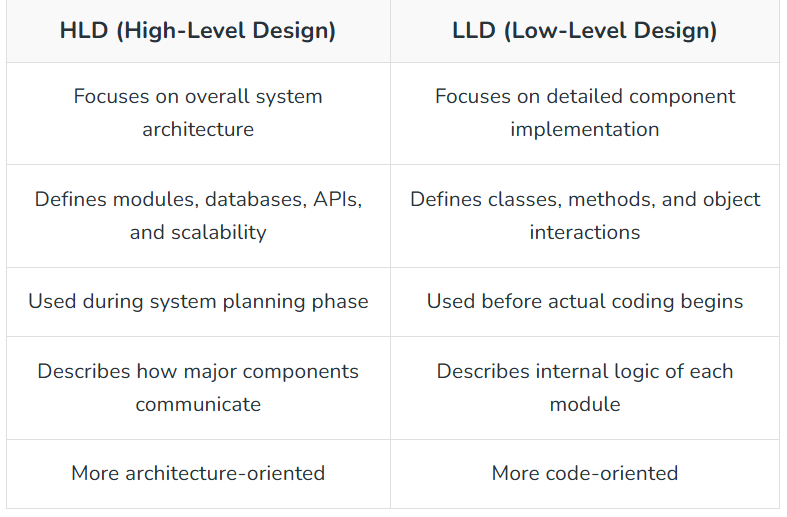 HLD (High-Level Design)
LLD (Low-Level Design)
Focuses on overall system
architecture
Focuses on detailed component
implementation
Defines modules, databases, APIs,
and scalability
Defines classes, methods, and object
interactions
Used during system planning phase
Used before actual coding begins
Describes how major components
communicate
Describes internal logic of each
module
More architecture-oriented
More code-oriented